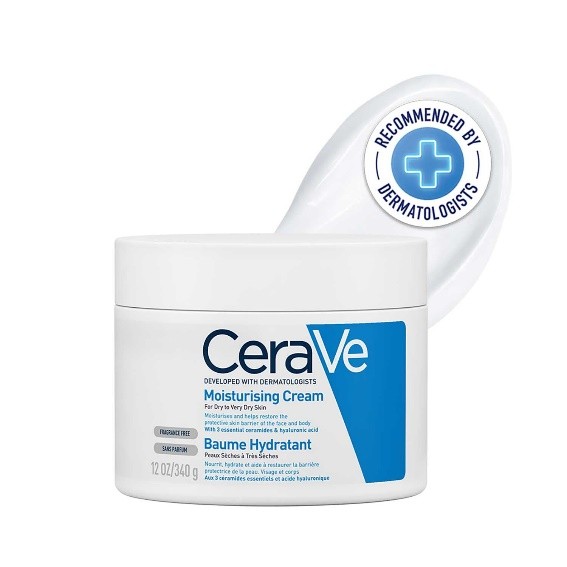 RECOMMENDED BY
DERMATOLOGISTS
CeraVe
DEVELOPED WITH DERMATOLOGISTS
Moisturising Cream
For Dry to Very Dry Skin
Moisturises and helps restore the
protective skin barrier of the face and body
With 3 essential ceramides & hyaluronic acid
FRAGRANCE FREE
Baume Hydratant
SANS PARFUM
Peaux Sèches à Très Sèches
Nourrit, hydrate et aide à restaurer la barrière
protectrice de la peau. Visage et corps
12 OZ/340 g
Aux 3 céramides essentiels et acide hyaluronique